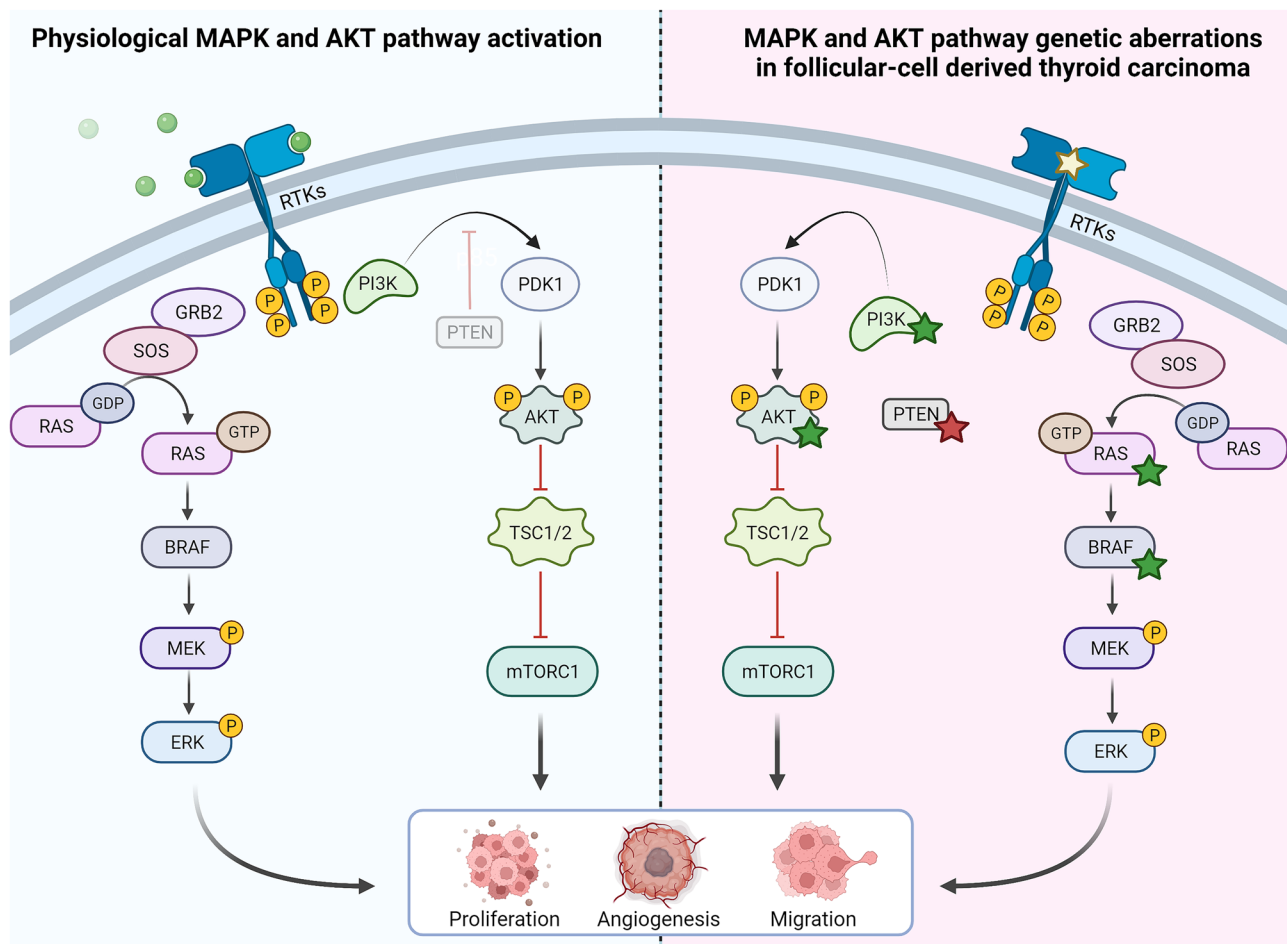 Physiological MAPK and AKT pathway activation
RTKs
PI3K
PDK1
PTEN
GRB2
SOS
GDP
RAS
RAS
GTP
BRAF
MEK
P
ERK
P
P
P
P
P
P
P
AKT
TSC1/2
mTORC1
MAPK and AKT pathway genetic aberrations
in follicular-cell derived thyroid carcinoma
RTKs
PDK1
PI3K
PTEN
P
P
AKT
TSC1/2
mTORC1
P
P
P
P
GRB2
SOS
GTP
RAS
GDP
RAS
BRAF
MEK
P
ERK
P
Proliferation
Angiogenesis
Migration